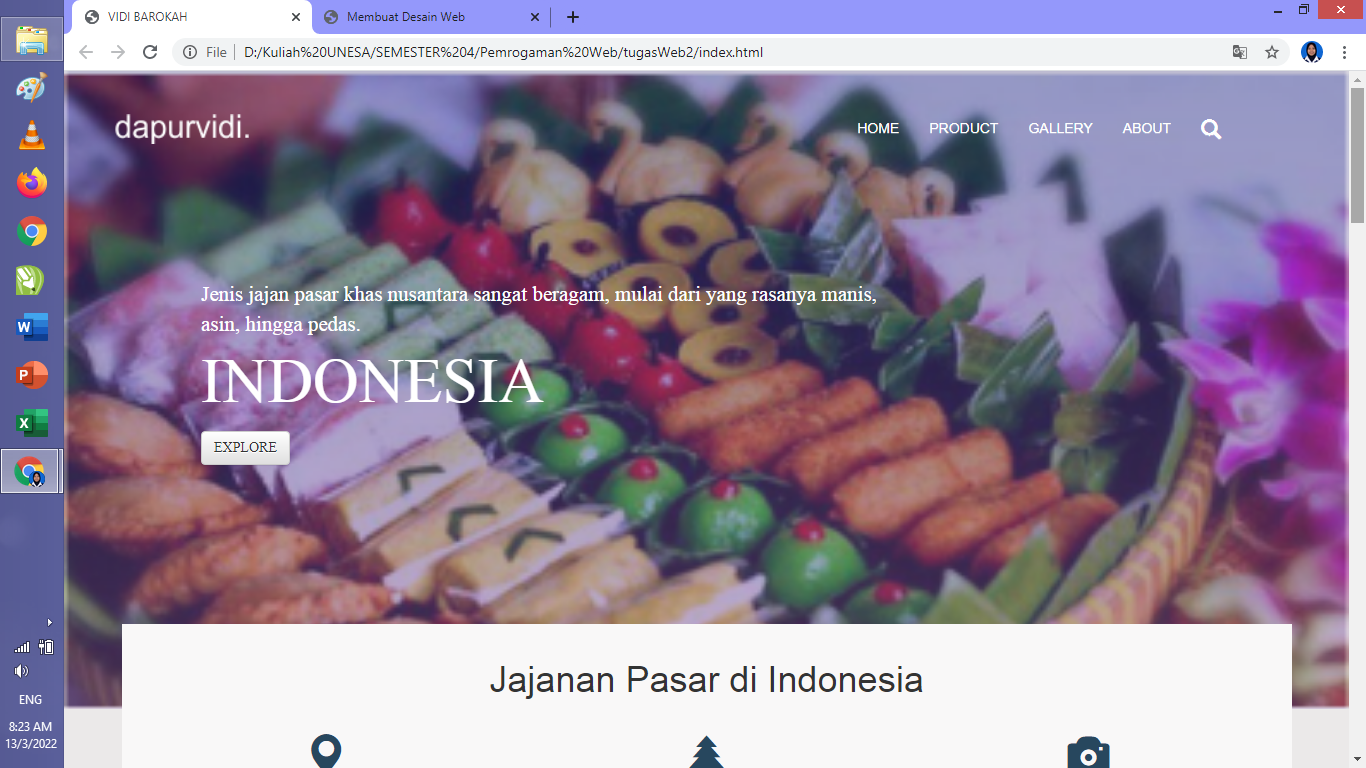 VIDI BAROKAH
Membuat Desain Web
File
D:/Kuliah%20UNESA/SEMESTER%204/Pemrogaman%20Web/tugasWeb2/index.html
dapurvidi.
HOME PRODUCT GALLERY ABOUT
Jenis jajan pasar khas nusantara sangat beragam, mulai dari yang rasanya manis,
asin, hingga pedas.
INDONESIA
EXPLORE
Jajanan Pasar di Indonesia
ENG
8:23 AM
13/3/2022